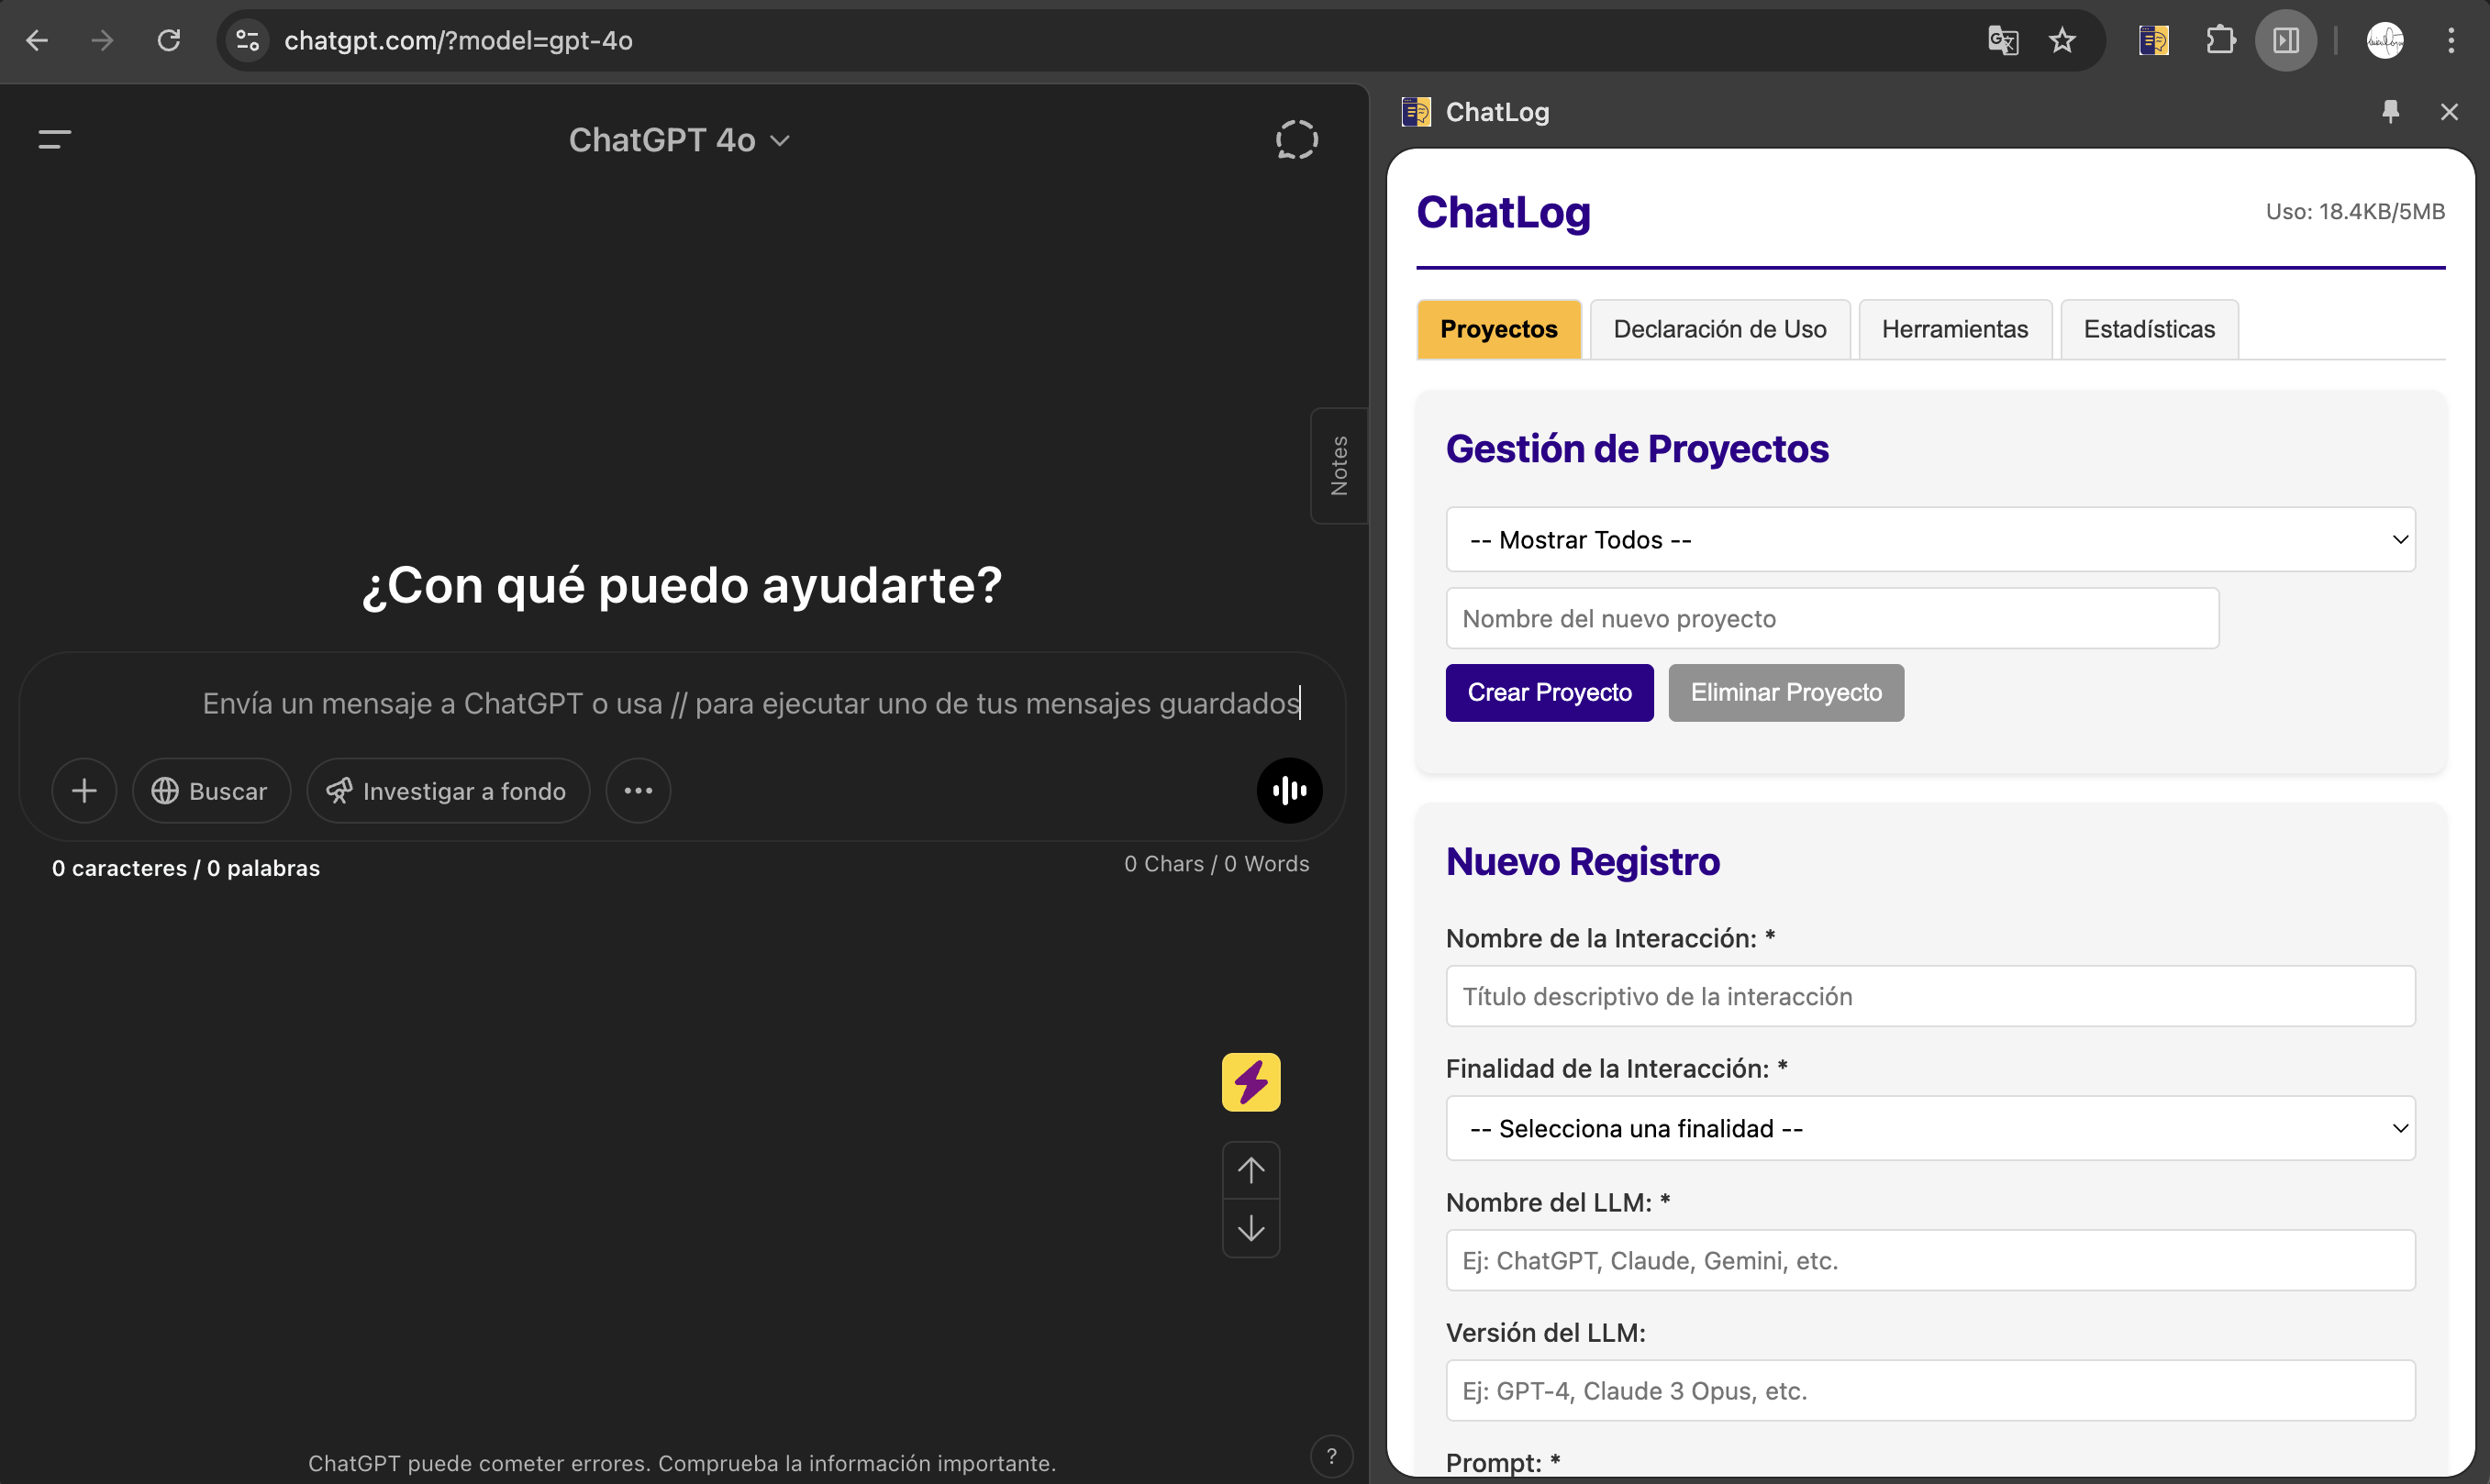 chatgpt.com/?model=gpt-4o
ChatGPT 4o
Notes
¿Con qué puedo ayudarte?
Envía un mensaje a ChatGPT o usa // para ejecutar uno de tus mensajes guardados
Buscar
Investigar a fondo
0 caracteres / 0 palabras
0 Chars / 0 Words
ChatGPT puede cometer errores. Comprueba la información importante.
?
ChatLog
ChatLog
Uso: 18.4KB/5MB
Proyectos
Declaración de Uso
Herramientas
Estadísticas
Gestión de Proyectos
-- Mostrar Todos --
Nombre del nuevo proyecto
Crear Proyecto
Eliminar Proyecto
Nuevo Registro
Nombre de la Interacción: *
Título descriptivo de la interacción
Finalidad de la Interacción: *
-- Selecciona una finalidad --
Nombre del LLM: *
Ej: ChatGPT, Claude, Gemini, etc.
Versión del LLM:
Ej: GPT-4, Claude 3 Opus, etc.
Prompt: *